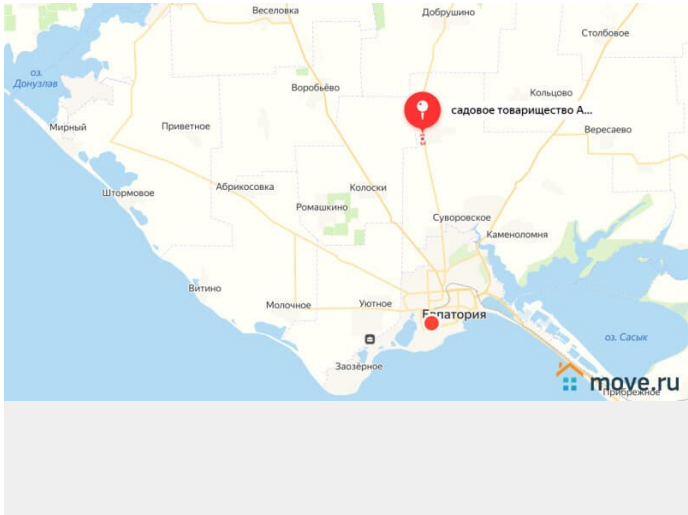 Веселовка
Добрушино
Столбовое
оз.
Донузлав
Воробьёво
Кольцово
садовое товарищество А...
Мирный
Приветное
Вересаево
Штормовое
Абрикосовка
Колоски
Ромашкино
Суворовское
Каменоломня
Витино
Молочное
Уютное
Евпатория
оз. Сасык
Заозёрное
move.ru
Прибрежное